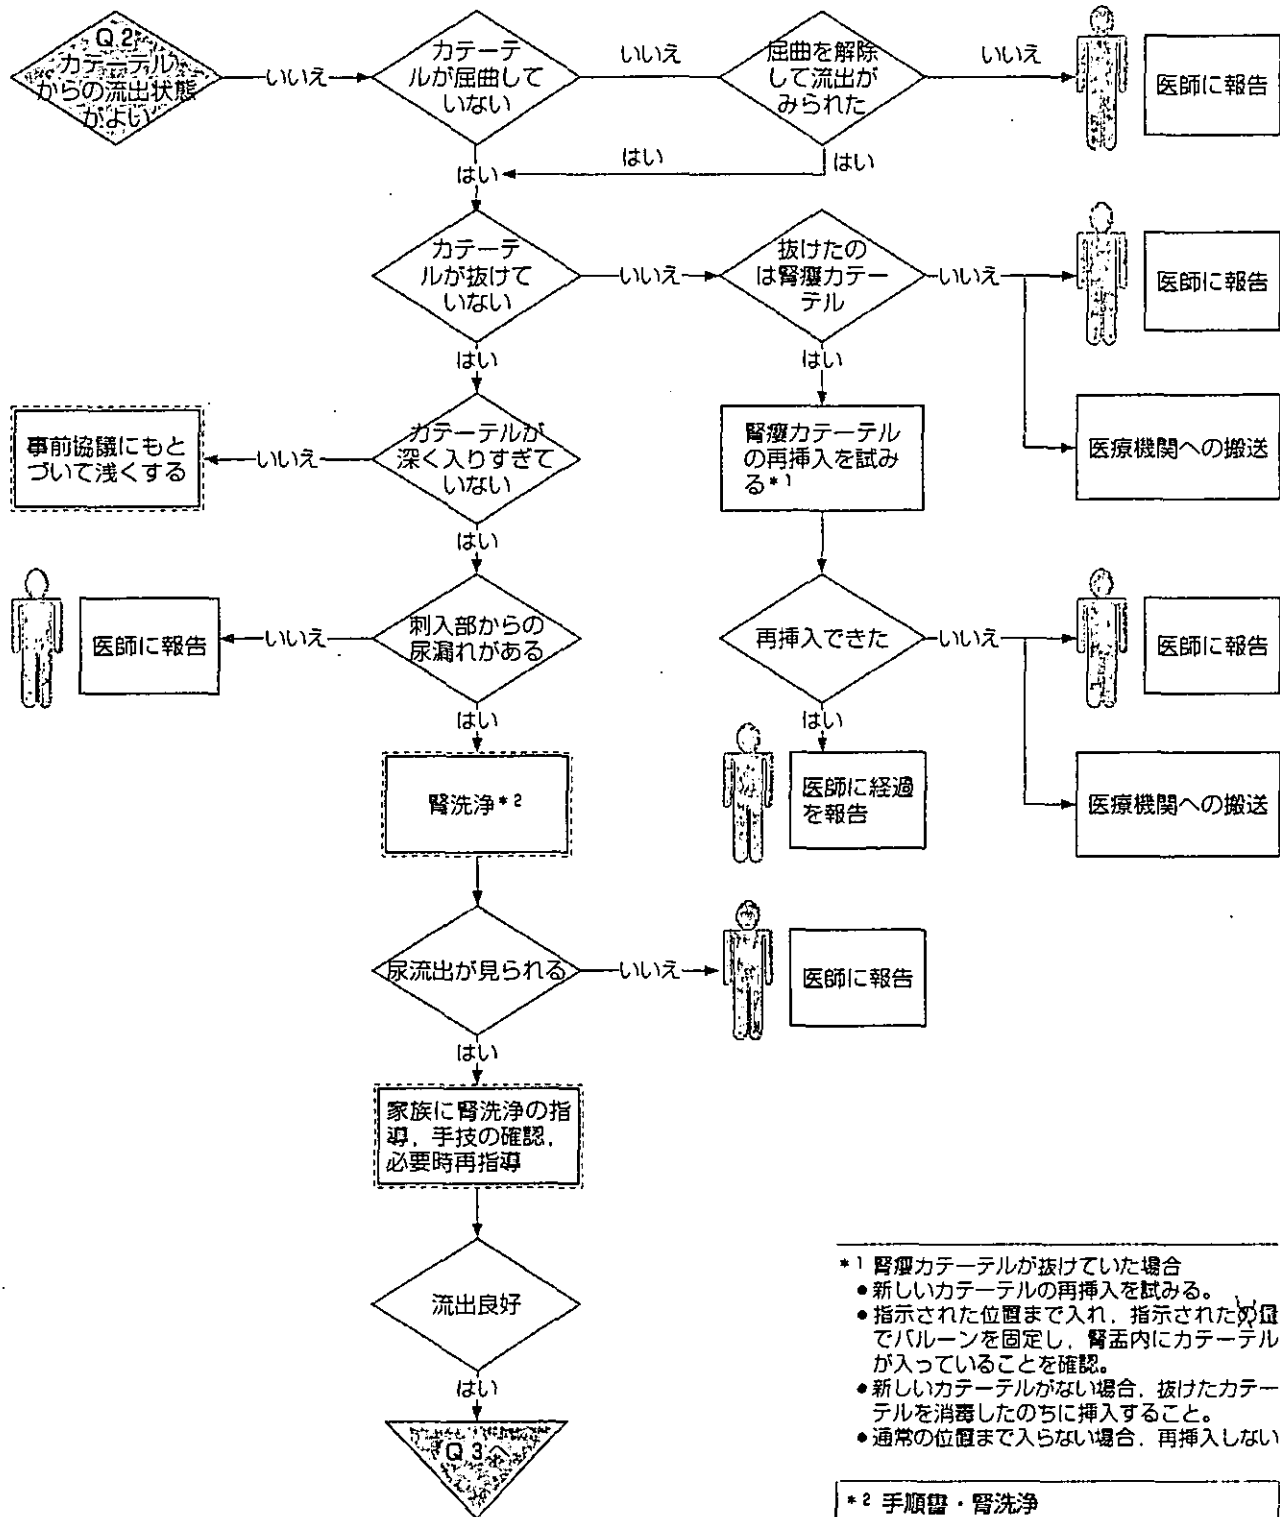 Q2
カテーテル
からの流出状態
がよい
いいえ
カテーテ
ルが屈曲して
いない
いいえ
屈曲を解除
して流出が
みられた
いいえ
医師に報告
はい
はい
はい
カテーテ
ルが抜けて
いない
いいえ
抜けたの
は腎瘻カテー
テル
いいえ
医師に報告
医療機関への搬送
はい
はい
事前協議にもと
づいて浅くする
いいえ
カテーテルが
深く入りすぎて
いない
腎瘻カテーテル
の再挿入を試み
る*1
はい
医師に報告
いいえ
刺入部からの
尿漏れがある
再挿入できた
いいえ
医師に報告
医療機関への搬送
はい
はい
腎洗浄*2
医師に経過
を報告
尿流出が見られる
いいえ
医師に報告
はい
家族に腎洗浄の指
導，手技の確認，
必要時再指導
流出良好
はい
Q3へ
*1 腎瘻カテーテルが抜けていた場合
●新しいカテーテルの再挿入を試みる。
●指示された位置まで入れ，指示された量
でバルーンを固定し，腎盂内にカテーテル
が入っていることを確認。
●新しいカテーテルがない場合，抜けたカテー
テルを消毒したのちに挿入すること。
●通常の位置まで入らない場合，再挿入しない
*2 手順書・腎洗浄